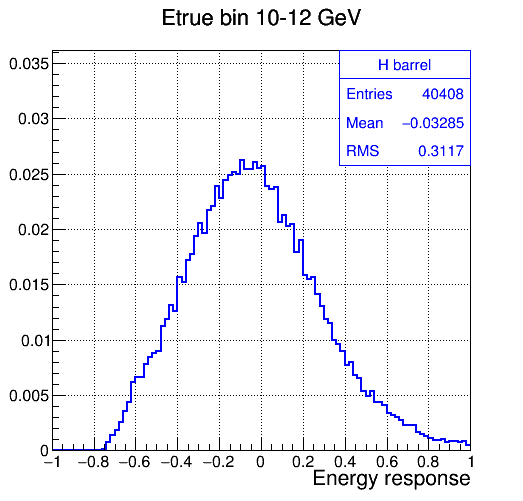 Etrue bin 10-12 GeV
H barrel
Entries 40408
Mean −0.03285
RMS 0.3117
0.035
0.03
0.025
0.02
0.015
0.01
0.005
0
−1 −0.8 −0.6 −0.4 −0.2 0 0.2 0.4 0.6 0.8 1
Energy response